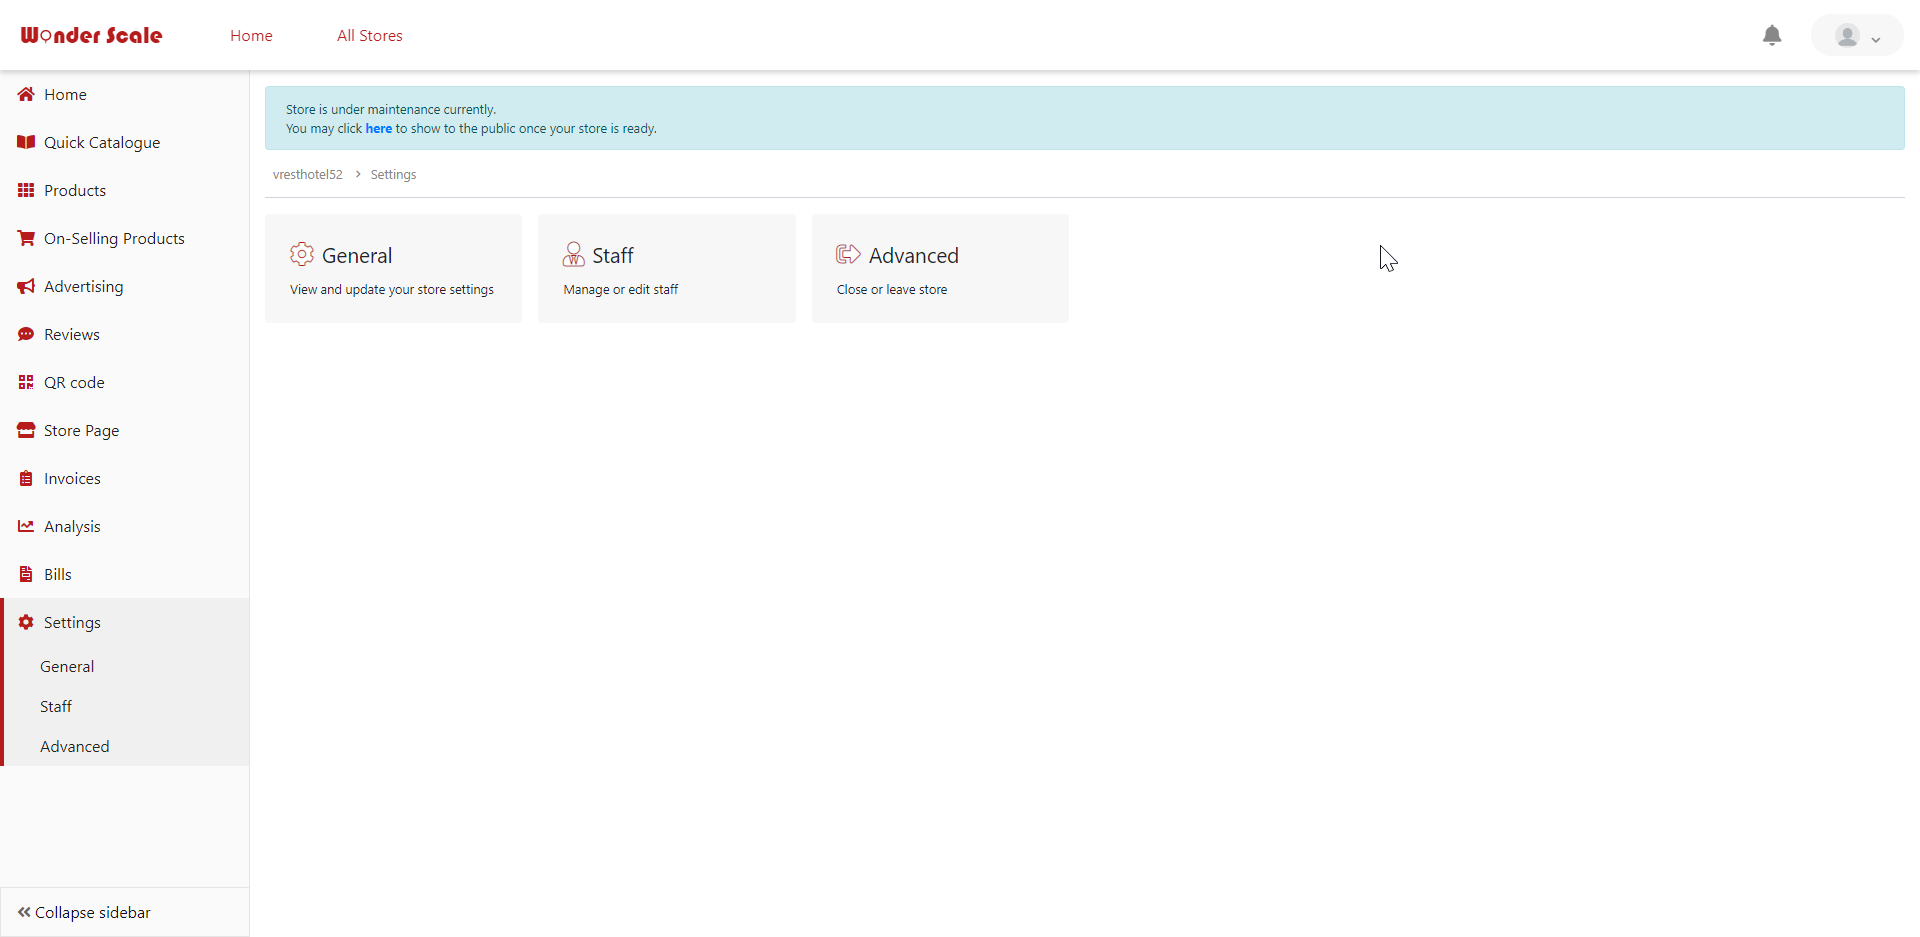 Wonder Scale
Home
All Stores
Home
Quick Catalogue
Products
On-Selling Products
Advertising
Reviews
QR code
Store Page
Invoices
Analysis
Bills
Settings
General
Staff
Advanced
Collapse sidebar
Store is under maintenance currently.
You may click here to show to the public once your store is ready.
vresthotel52 > Settings
General
View and update your store settings
Staff
Manage or edit staff
Advanced
Close or leave store